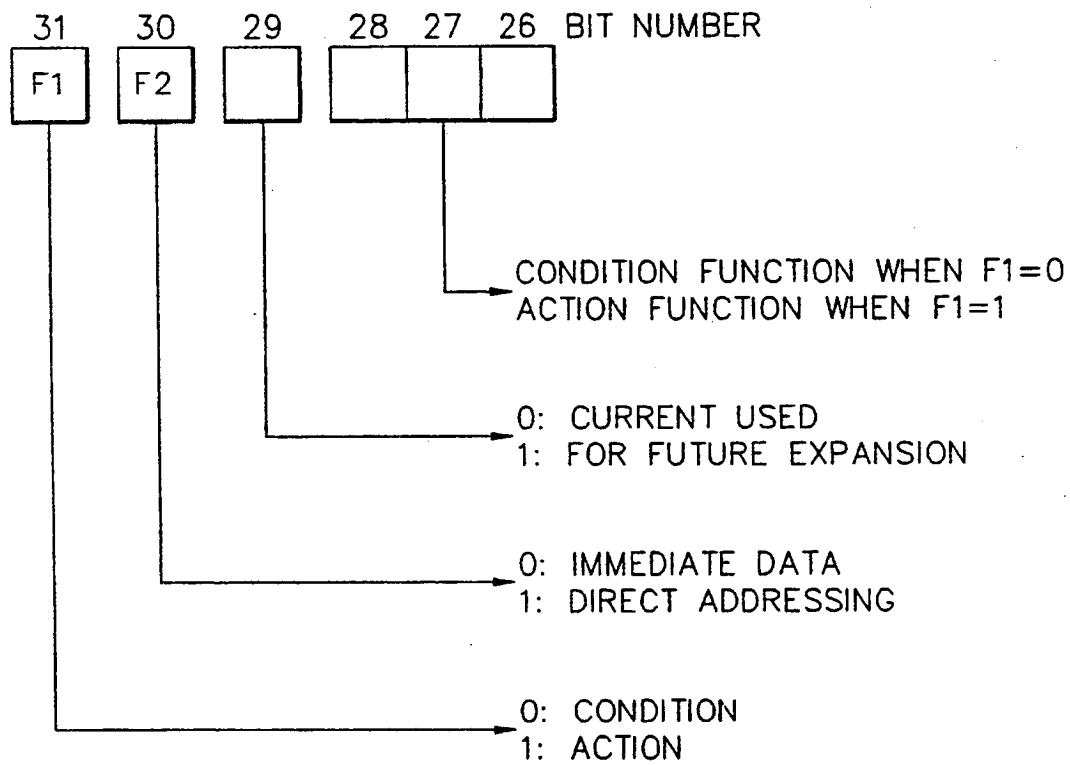 31 30 29 28 27 26 BIT NUMBER
F1 F2
CONDITION FUNCTION WHEN F1=0
ACTION FUNCTION WHEN F1=1
0: CURRENT USED
1: FOR FUTURE EXPANSION
0: IMMEDIATE DATA
1: DIRECT ADDRESSING
0: CONDITION
1: ACTION